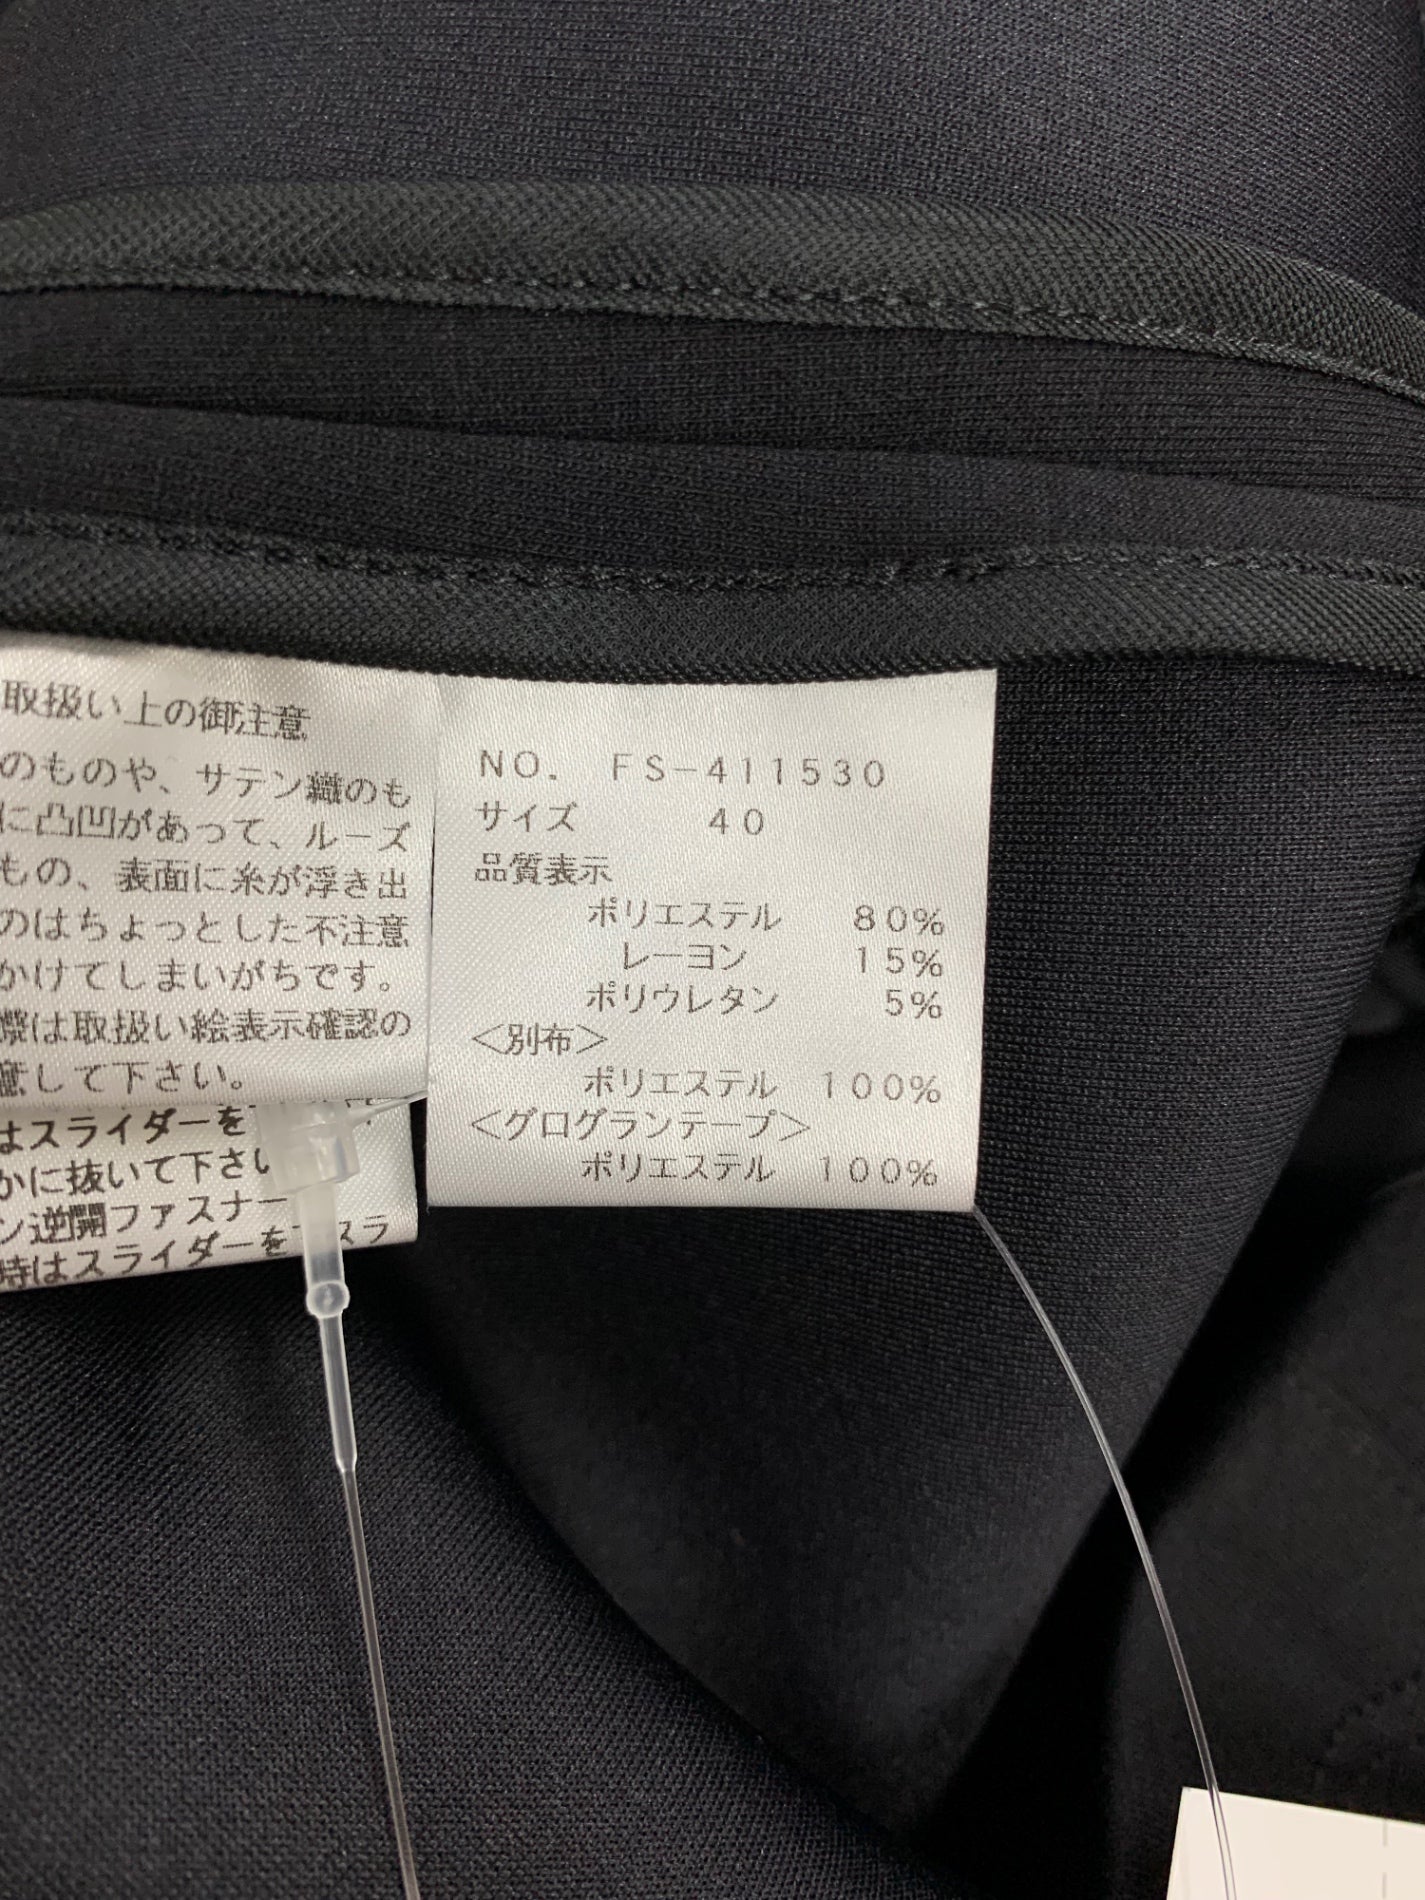 取扱い上の御注意
のものや、サテン織のも
に凸凹があって、ルーズ
もの、表面に糸が浮き出
のはちょっとした不注意
かけてしまいがちです。
際は取扱い絵表示確認の
意して下さい。
はスライダーを
かに抜いて下さい
ン逆開ファスナー
時はスライダーを
スラ
NO. FS-411530
サイズ 40
品質表示
ポリエステル 80%
レーヨン 15%
ポリウレタン 5%
<別布>
ポリエステル 100%
<グログランテープ>
ポリエステル 100%